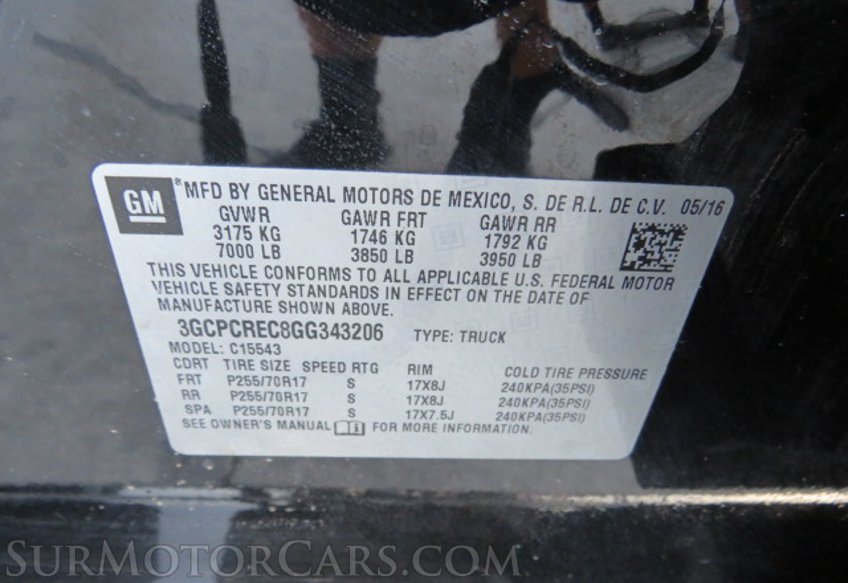 GM ® MFD BY GENERAL MOTORS DE MEXICO, S. DE R.L. DE C.V. 05/16
GVWR GAWR FRT GAWR RR
3175 KG 1746 KG 1792 KG
7000 LB 3850 LB 3950 LB
THIS VEHICLE CONFORMS TO ALL APPLICABLE U.S. FEDERAL MOTOR
VEHICLE SAFETY STANDARDS IN EFFECT ON THE DATE OF
MANUFACTURE SHOWN ABOVE.
3GCPCREC8GG343206 TYPE: TRUCK
MODEL: C15543
CDRT TIRE SIZE SPEED RTG RIM COLD TIRE PRESSURE
FRT P255/70R17 S 17X8J 240KPA(35PSI)
RR P255/70R17 S 17X8J 240KPA(35PSI)
SPA P255/70R17 S 17X7.5J 240KPA(35PSI)
SEE OWNER'S MANUAL i FOR MORE INFORMATION.
SURMOTORCARS.COM